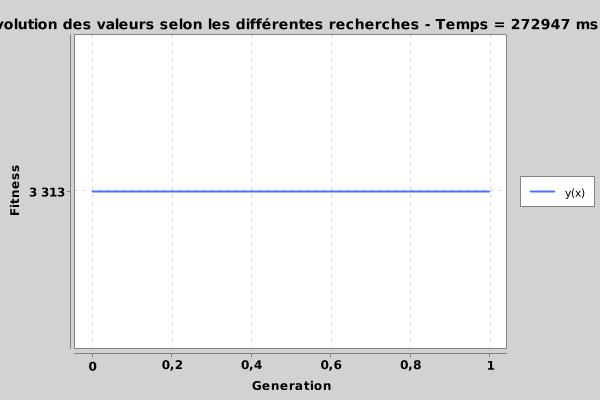 volution des valeurs selon les différentes recherches - Temps = 272947 ms
Fitness
3 313
y(x)
0 0,2 0,4 0,6 0,8 1
Generation